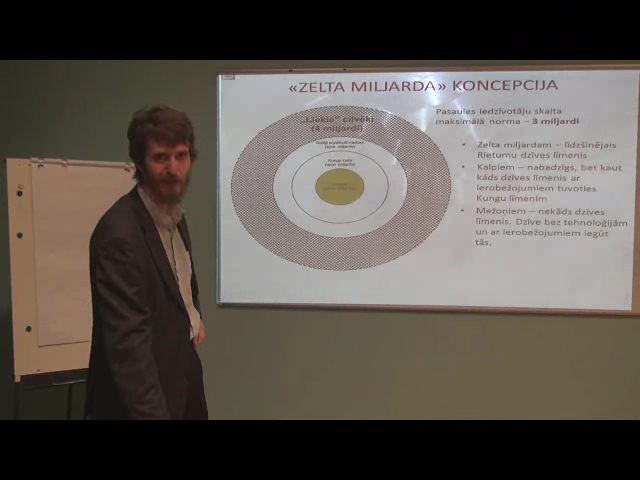 «ZELTA MILJARDA» KONCEPCIJA
„Liekie" cilvēki
(4 miljardi)
Pasaules iedzīvotāju skaita
maksimālā norma – 3 miljardi
• Zelta miljardam – līdzšinējais
Rietumu dzīves līmenis
• Kalpiem – nabadzīgs, bet kaut
kāds dzīves līmenis ar
ierobežojumiem tuvoties
Kungu līmenim
• Mežoņiem – nekāds dzīves
līmenis. Dzīve bez tehnoloģijām
un ar ierobežojumiem iegūt
tās.